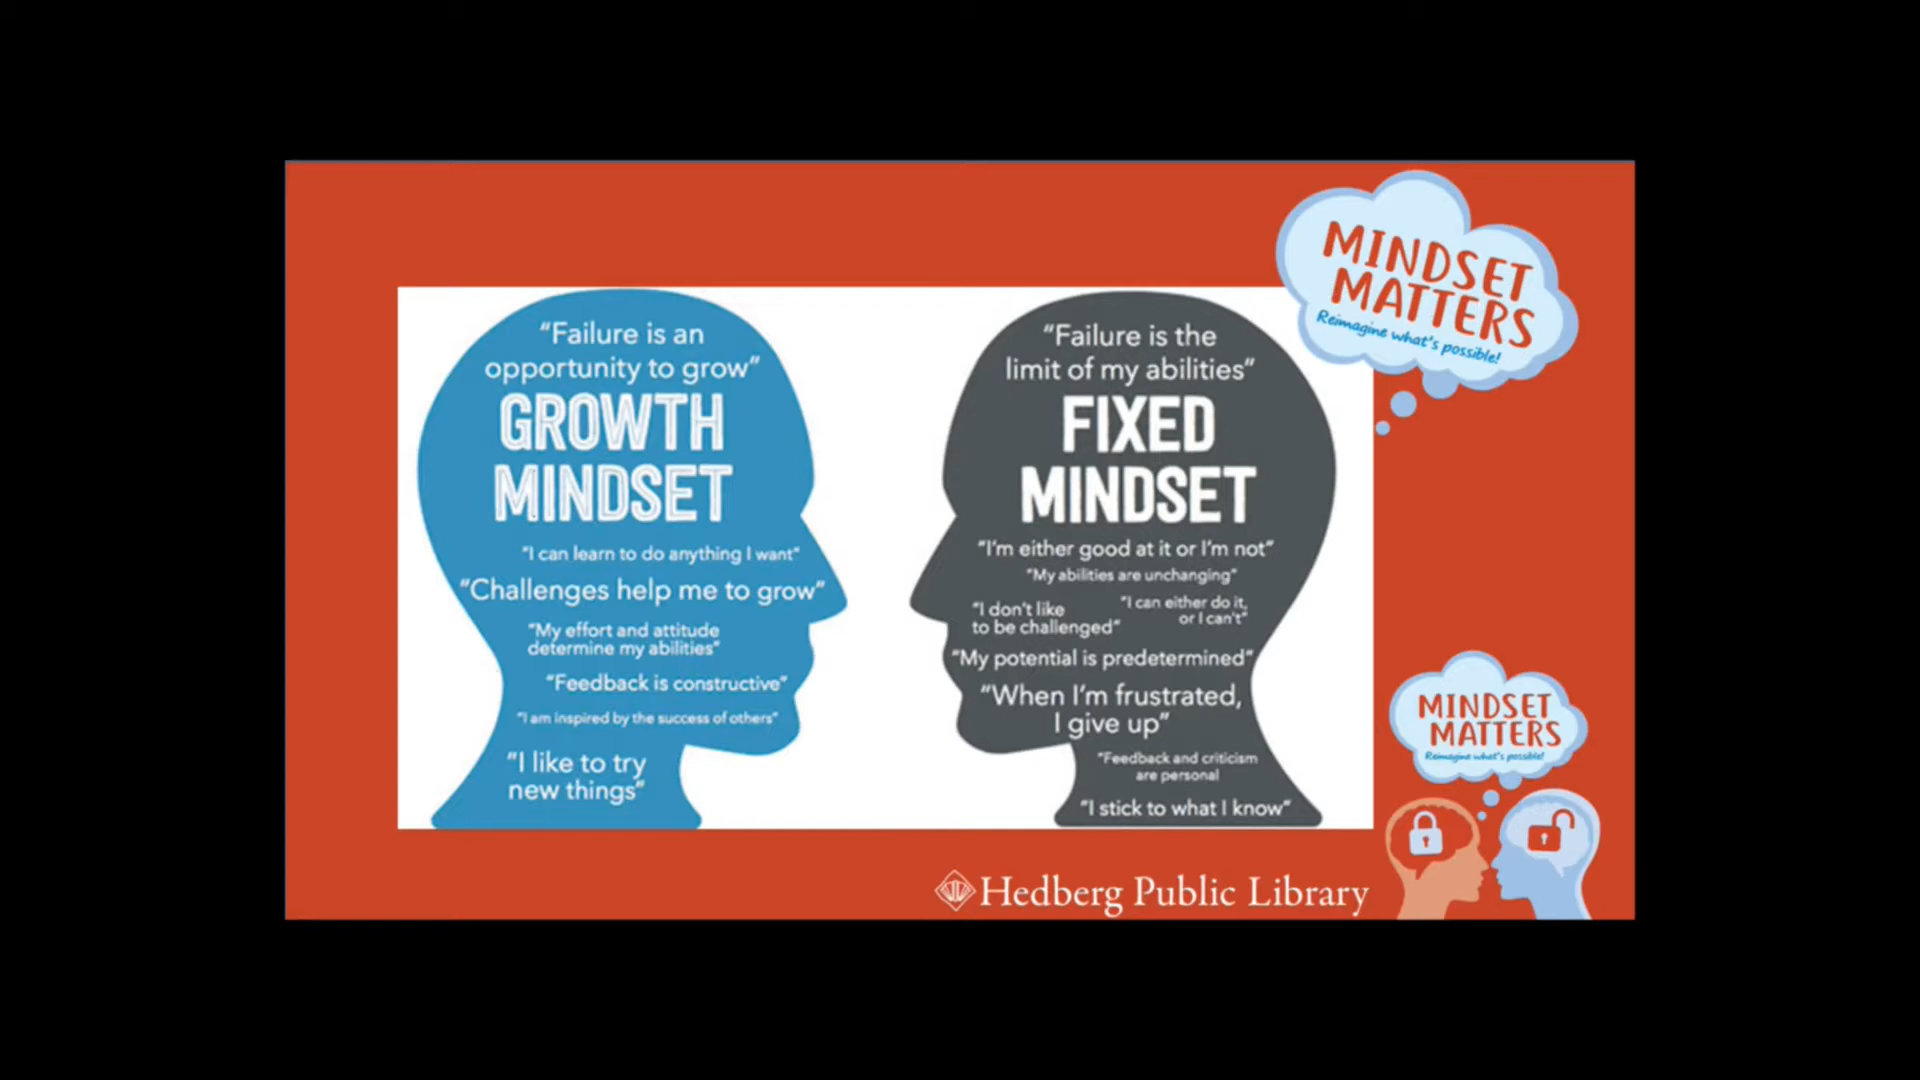 "Failure is an
opportunity to grow"
GROWTH
MINDSET
"I can learn to do anything I want"
"Challenges help me to grow"
"My effort and attitude
determine my abilities"
"Feedback is constructive"
"I am inspired by the success of others"
"I like to try
new things"
"Failure is the
limit of my abilities"
FIXED
MINDSET
"I'm either good at it or I'm not"
"My abilities are unchanging"
"I don't like
to be challenged"
"I can either do it,
or I can't"
"My potential is predetermined"
"When I'm frustrated,
I give up"
"Feedback and criticism
are personal
"I stick to what I know"
MINDSET
MATTERS
Reimagine what's possible!
MINDSET
MATTERS
Reimagine what's possible!
Hedberg Public Library